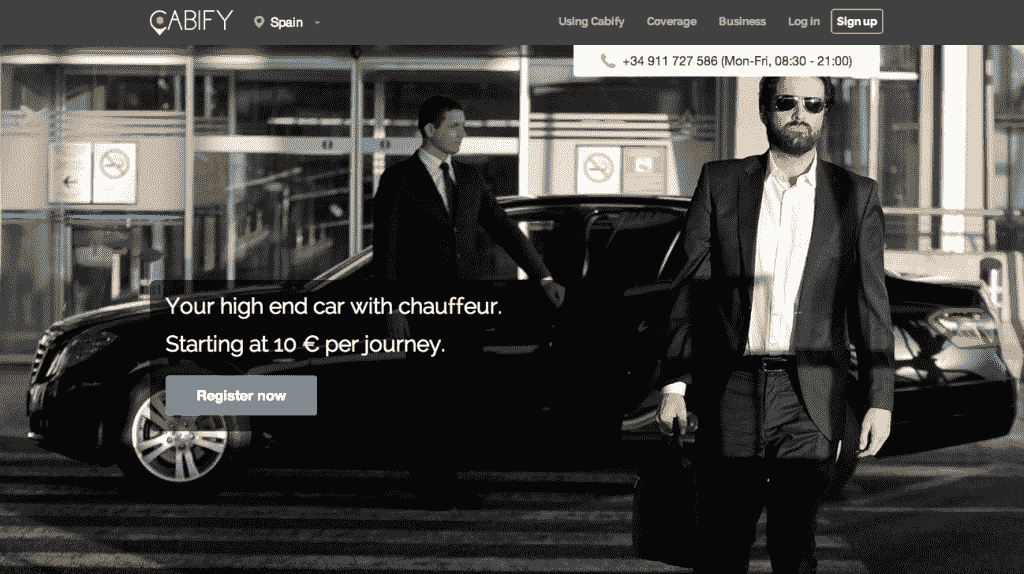 CABIFY
Spain
Using Cabify
Coverage
Business
Log in
Sign up
+34 911 727 586 (Mon-Fri, 08:30 - 21:00)
Your high end car with chauffeur.
Starting at 10 € per journey.
Register now